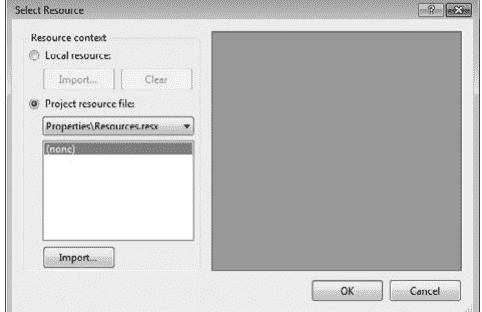 Select Resource
Resource context
Local resource:
Import... Clear
Project resource file:
Properties\Resources.resx
(none)
Import...
OK Cancel